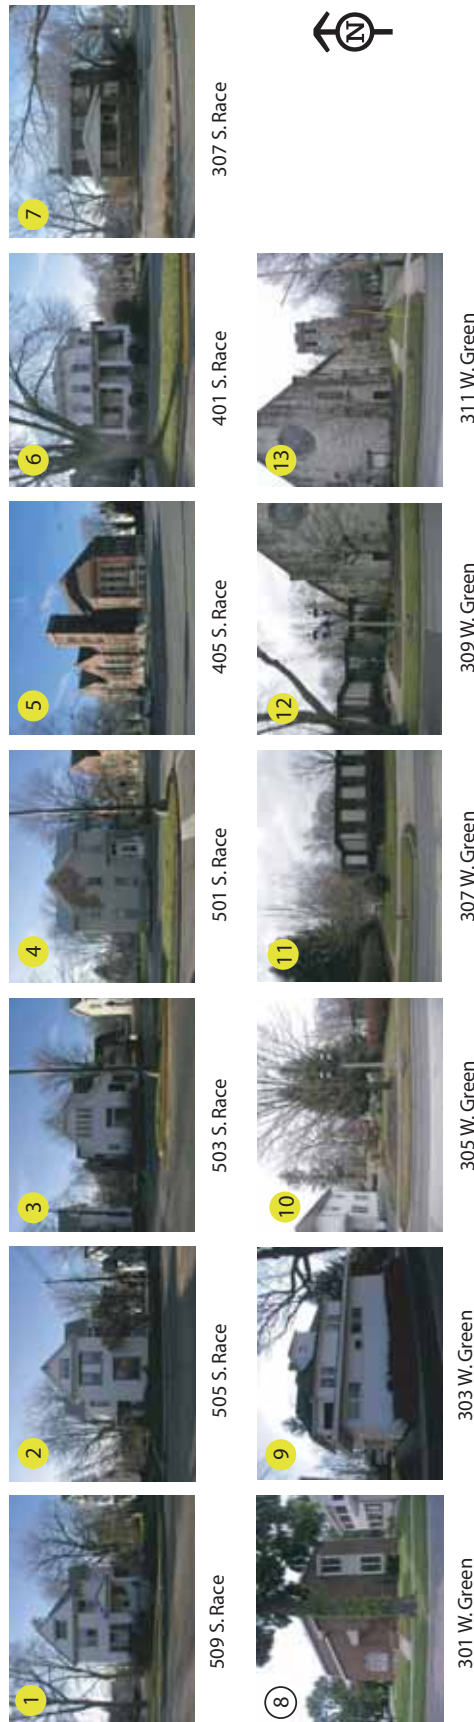 1
2
3
4
5
6
7
509 S. Race
505 S. Race
503 S. Race
501 S. Race
405 S. Race
401 S. Race
307 S. Race
N
8
9
10
11
12
13
301 W. Green
303 W. Green
305 W. Green
307 W. Green
309 W. Green
311 W. Green